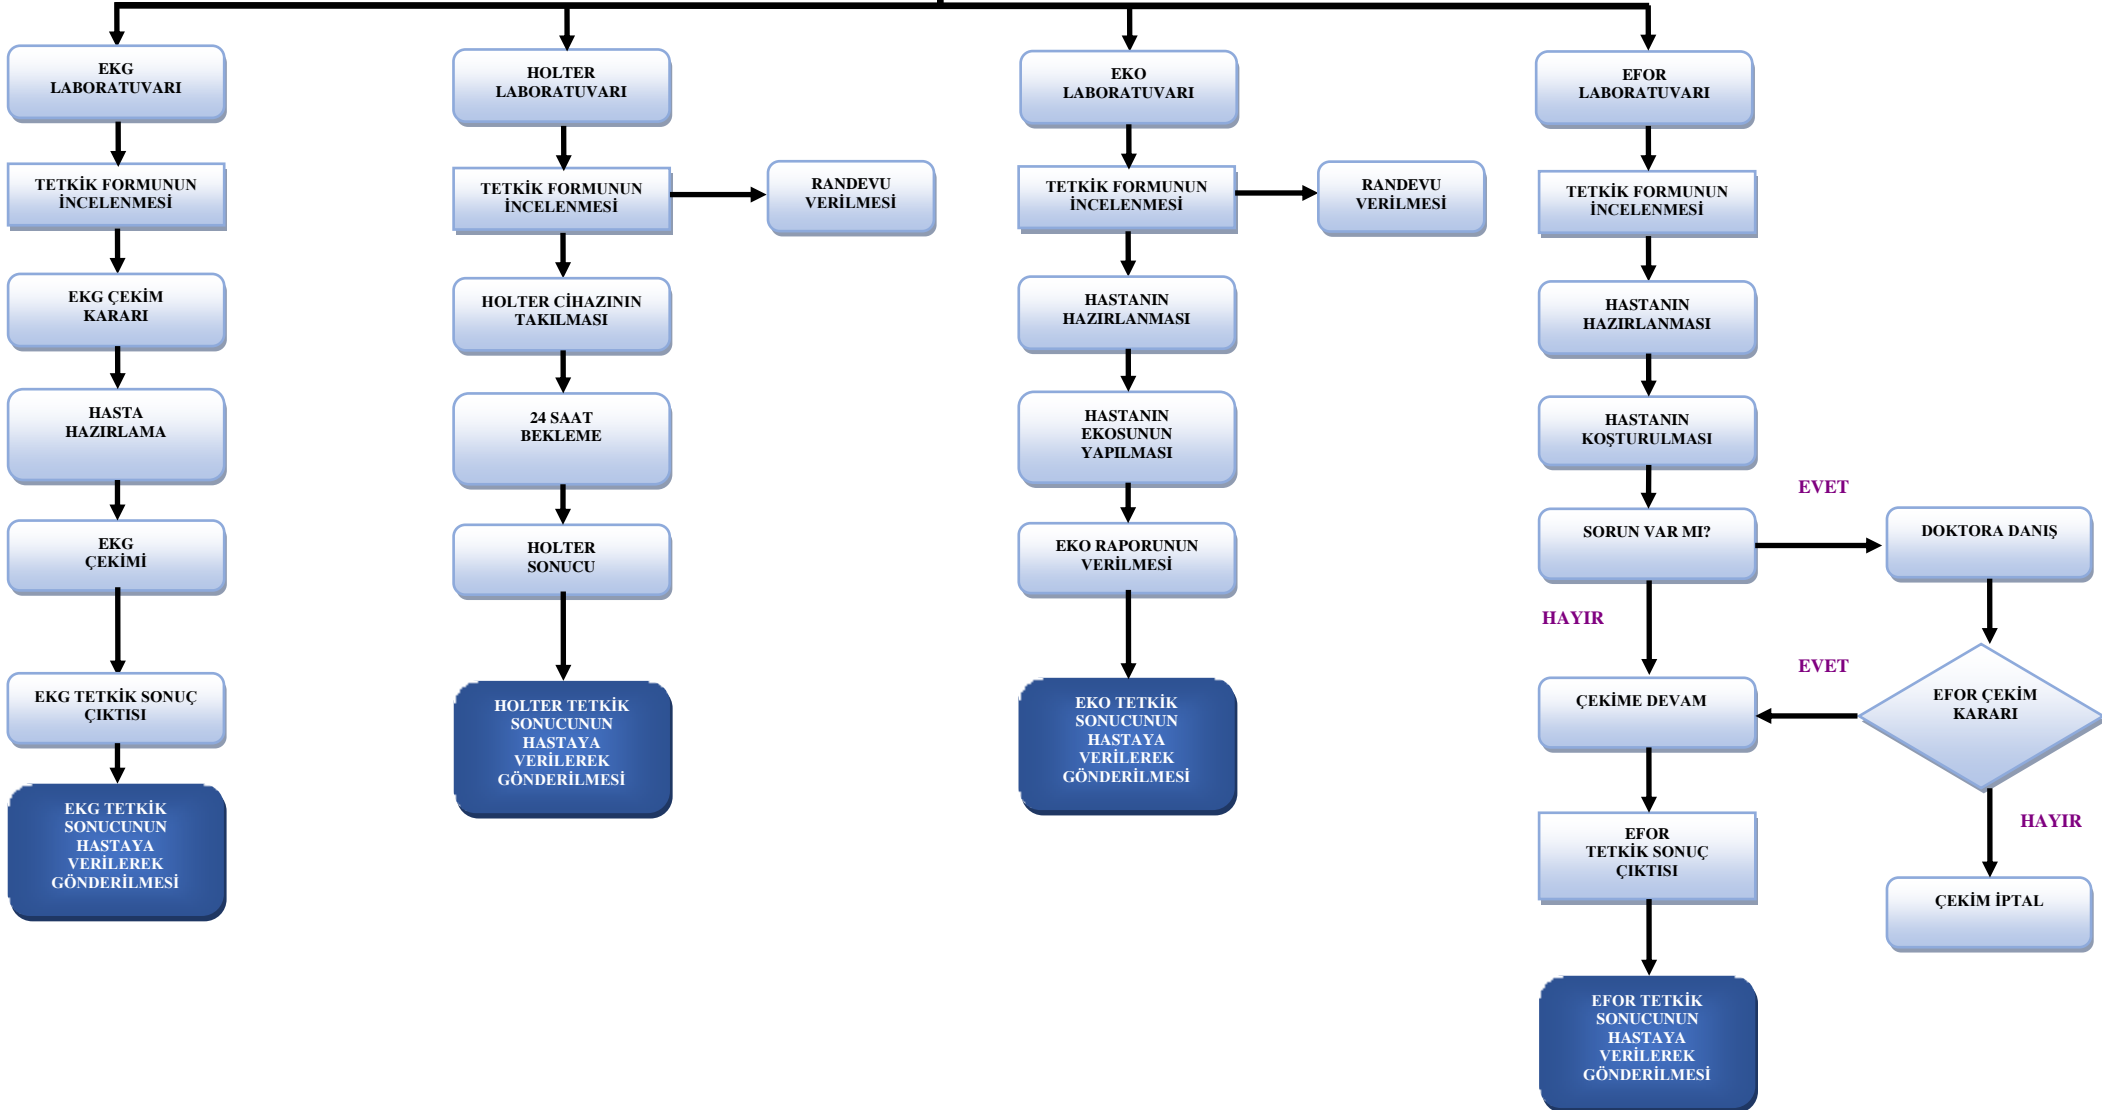 EKG
LABORATUVARI
TETKİK FORMUNUN
İNCELENMESİ
EKG ÇEKİM
KARARI
HASTA
HAZIRLAMA
EKG
ÇEKİMİ
EKG TETKİK SONUÇ
ÇIKTISI
EKG TETKİK
SONUCUNUN
HASTAYA
VERİLEREK
GÖNDERİLMESİ
HOLTER
LABORATUVARI
TETKİK FORMUNUN
İNCELENMESİ
RANDEVU
VERİLMESİ
HOLTER CİHAZININ
TAKILMASI
24 SAAT
BEKLEME
HOLTER
SONUCU
HOLTER TETKİK
SONUCUNUN
HASTAYA
VERİLEREK
GÖNDERİLMESİ
EKO
LABORATUVARI
TETKİK FORMUNUN
İNCELENMESİ
RANDEVU
VERİLMESİ
HASTANIN
HAZIRLANMASI
HASTANIN
EKOSUNUN
YAPILMASI
EKO RAPORUNUN
VERİLMESİ
EKO TETKİK
SONUCUNUN
HASTAYA
VERİLEREK
GÖNDERİLMESİ
EFOR
LABORATUVARI
TETKİK FORMUNUN
İNCELENMESİ
HASTANIN
HAZIRLANMASI
HASTANIN
KOŞTURULMASI
EVET
SORUN VAR MI?
DOKTORA DANIŞ
HAYIR
EVET
ÇEKİME DEVAM
EFOR ÇEKİM
KARARI
HAYIR
EFOR
TETKİK SONUÇ
ÇIKTISI
ÇEKİM İPTAL
EFOR TETKİK
SONUCUNUN
HASTAYA
VERİLEREK
GÖNDERİLMESİ